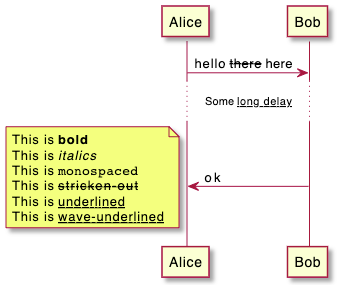 Alice Bob
hello there here
Some long delay
ok
This is bold
This is italics
This is monospaced
This is stricken-out
This is underlined
This is wave-underlined
Alice Bob